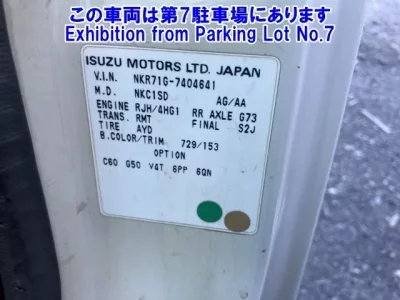 この車両は第7駐車場にあります
Exhibition from Parking Lot No.7
ISUZU MOTORS LTD. JAPAN
V.I.N. NKR71G-7404641
M.D. NKC1SD AG/AA
ENGINE RJH/4HG1 RR AXLE G73
TRANS. RMT FINAL S2J
TIRE AYD
B.COLOR/TRIM 729/153
OPTION
C60 G50 V4T 6PP 6QN